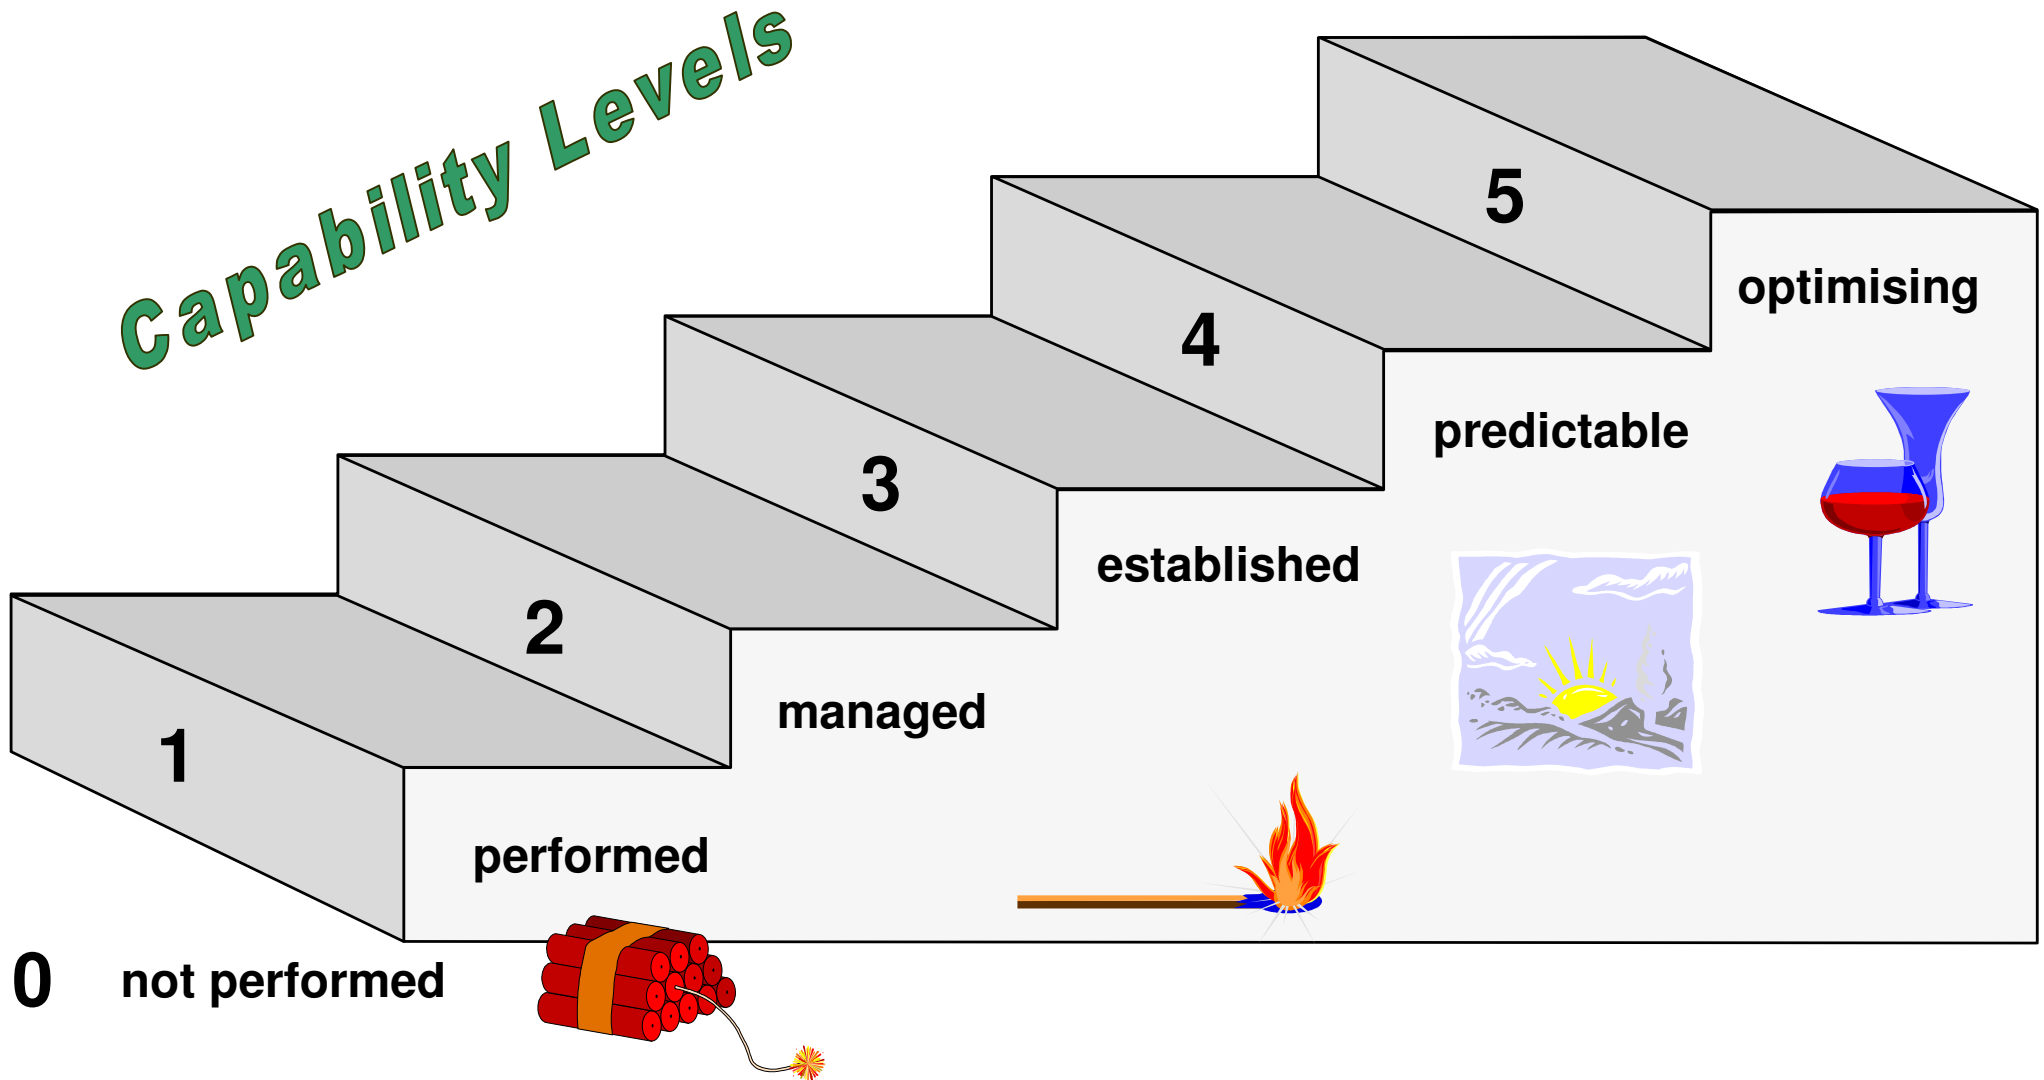 Capability Levels
5
optimising
4
predictable
3
established
2
managed
1
performed
0 not performed